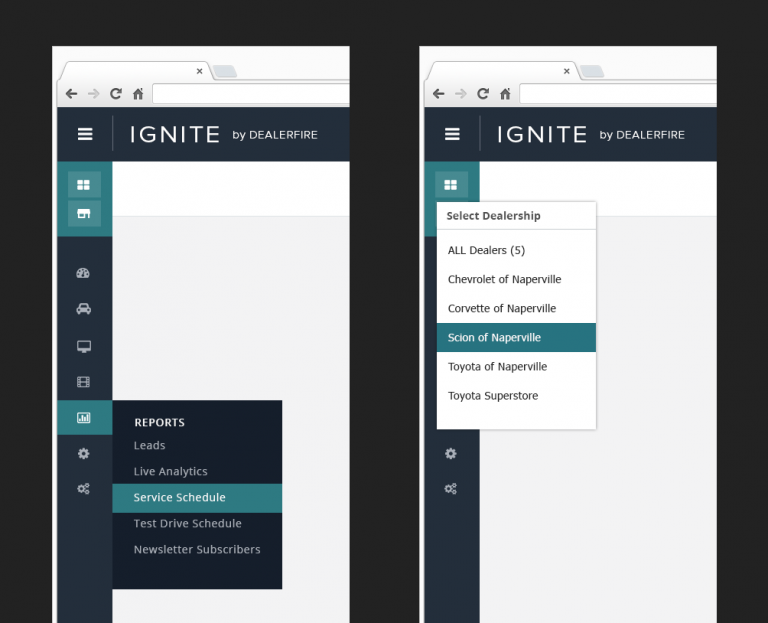 IGNITE by DEALERFIRE
REPORTS
Leads
Live Analytics
Service Schedule
Test Drive Schedule
Newsletter Subscribers
IGNITE by DEALERFIRE
Select Dealership
ALL Dealers (5)
Chevrolet of Naperville
Corvette of Naperville
Scion of Naperville
Toyota of Naperville
Toyota Superstore